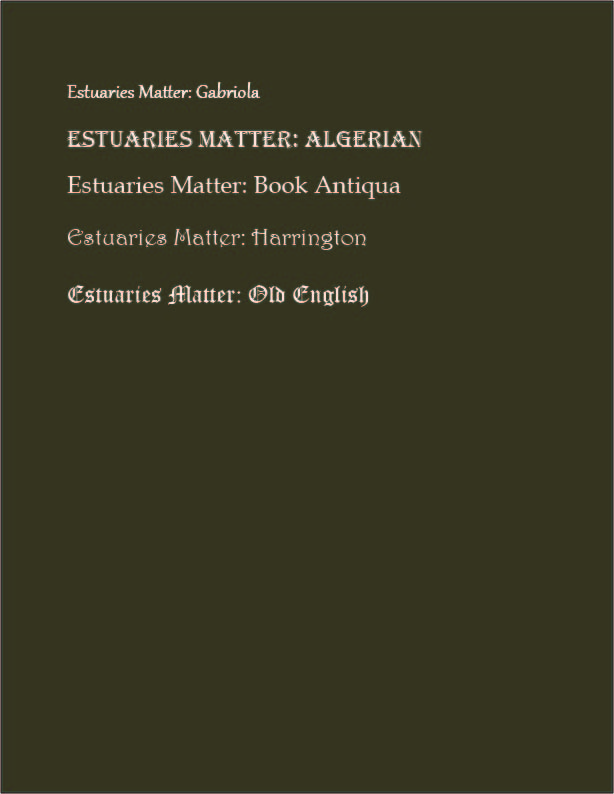 Estuaries Matter: Gabriola
ESTUARIES MATTER: ALGERIAN
Estuaries Matter: Book Antiqua
Estuaries Matter: Harrington
Estuaries Matter: Old English